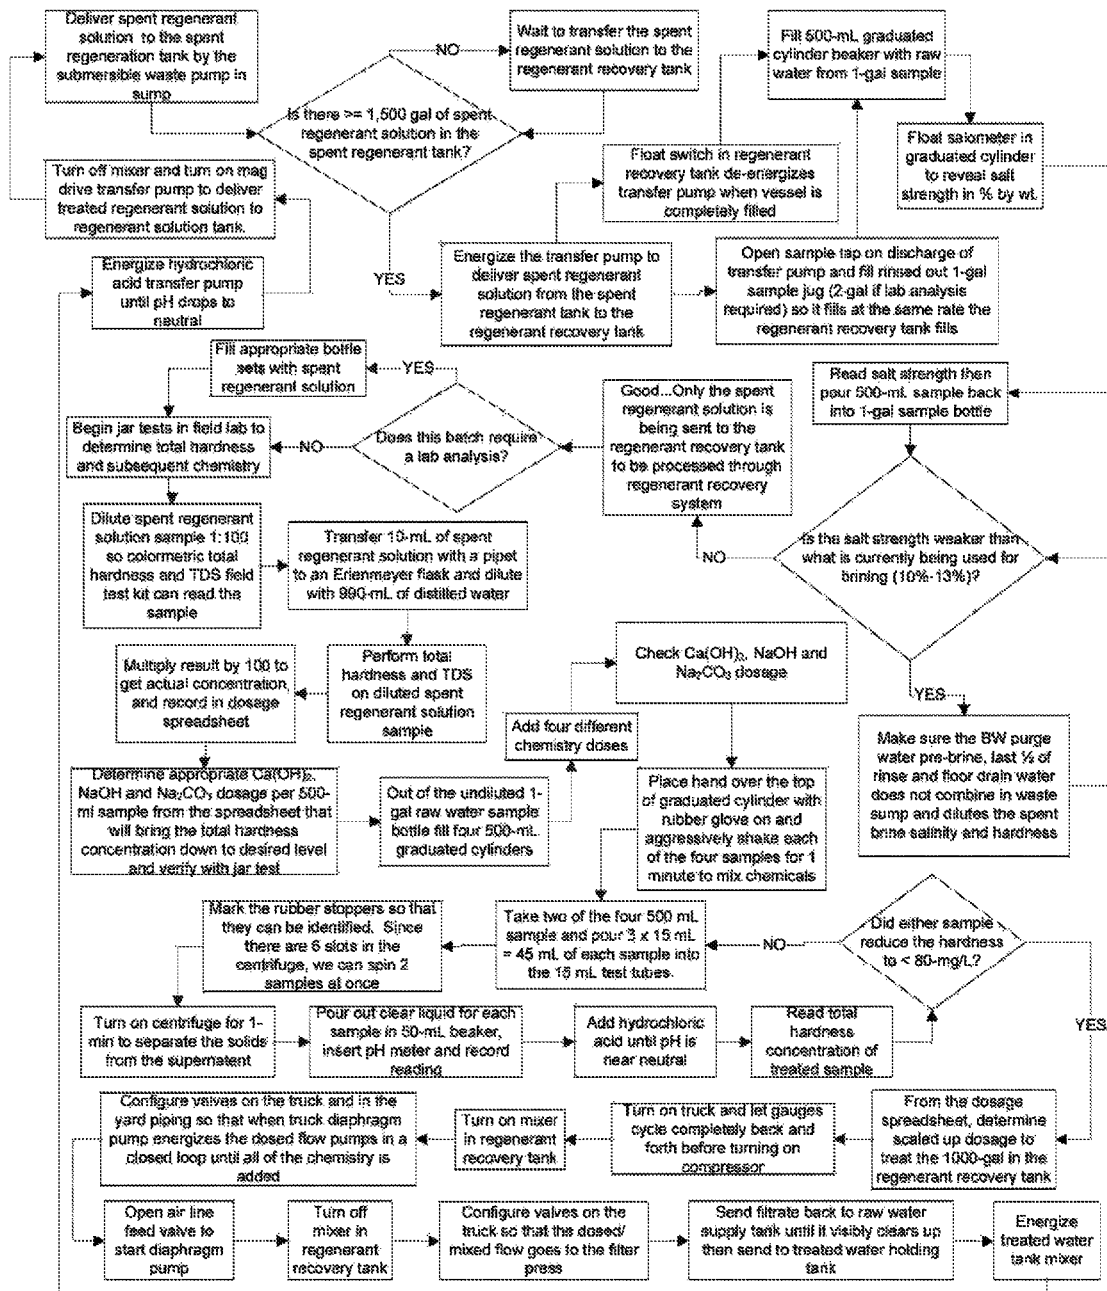 Deliver spent regenerant
solution to the spent
regeneration tank by the
submersible waste pump in
sump
NO
Wait to transfer the spent
regenerant solution to the
regenerant recovery tank
Fill 500-mL graduated
cylinder beaker with raw
water from 1-gal sample
Is there >= 1,500 gal of spent
regenerant solution in the
spent regenerant tank?
Float salometer in
graduated cylinder
to reveal salt
strength in % by wt.
Turn off mixer and turn on mag
drive transfer pump to deliver
treated regenerant solution to
regenerant solution tank.
Float switch in regenerant
recovery tank de-energizes
transfer pump when vessel is
completely filled
Energize hydrochloric
acid transfer pump
until pH drops to
neutral
YES
Energize the transfer pump to
deliver spent regenerant
solution from the spent
regenerant tank to the
regenerant recovery tank
Open sample tap on discharge of
transfer pump and fill rinsed out 1-gal
sample jug (2-gal if lab analysis
required) so it fills at the same rate the
regenerant recovery tank fills
Fill appropriate bottle
sets with spent
regenerant solution
YES
Good...Only the spent
regenerant solution is
being sent to the
regenerant recovery tank
to be processed through
regenerant recovery
system
Read salt strength then
pour 500-mL sample back
into 1-gal sample bottle
Begin jar tests in field lab to
determine total hardness
and subsequent chemistry
NO
Does this batch require
a lab analysis?
Is the salt strength weaker than
what is currently being used for
brining (10%-13%)?
NO
Dilute spent regenerant
solution sample 1:100
so colormetric total
hardness and TDS field
test kit can read the
sample
Transfer 10-mL of spent
regenerant solution with a pipet
to an Erlenmeyer flask and dilute
with 990-mL of distilled water
Multiply result by 100 to
get actual concentration,
and record in dosage
spreadsheet
Perform total
hardness and TDS
on diluted spent
regenerant solution
sample
Check Ca(OH)₂, NaOH and
Na₂CO₃ dosage
YES
Add four different
chemistry doses
Make sure the BW purge
water pre-brine, last ½ of
rinse and floor drain water
does not combine in waste
sump and dilutes the spent
brine salinity and hardness
Determine appropriate Ca(OH)₂,
NaOH and Na₂CO₃ dosage per 500-
ml sample from the spreadsheet that
will bring the total hardness
concentration down to desired level
and verify with jar test
Out of the undiluted 1-
gal raw water sample
bottle fill four 500-mL
graduated cylinders
Place hand over the top
of graduated cylinder with
rubber glove on and
aggressively shake each
of the four samples for 1
minute to mix chemicals
Mark the rubber stoppers so that
they can be identified. Since
there are 6 slots in the
centrifuge, we can spin 2
samples at once
Take two of the four 500 mL
sample and pour 3 x 15 mL
= 45 mL of each sample into
the 15 mL test tubes.
NO
Did either sample
reduce the hardness
to < 80-mg/L?
YES
Turn on centrifuge for 1-
min to separate the solids
from the supernatent
Pour out clear liquid for each
sample in 50-mL beaker,
insert pH meter and record
reading
Add hydrochloric
acid until pH is
near neutral
Read total
hardness
concentration of
treated sample
Configure valves on the truck and in the
yard piping so that when truck diaphragm
pump energizes the dosed flow pumps in a
closed loop until all of the chemistry is
added
Turn on mixer
in regenerant
recovery tank
Turn on truck and let gauges
cycle completely back and
forth before turning on
compressor
From the dosage
spreadsheet, determine
scaled up dosage to
treat the 1000-gal in the
regenerant recovery tank
Open air line
feed valve to
start diaphragm
pump
Turn off
mixer in
regenerant
recovery tank
Configure valves on the
truck so that the dosed/
mixed flow goes to the filter
press
Send filtrate back to raw water
supply tank until it visibly clears up
then send to treated water holding
tank
Energize
treated water
tank mixer